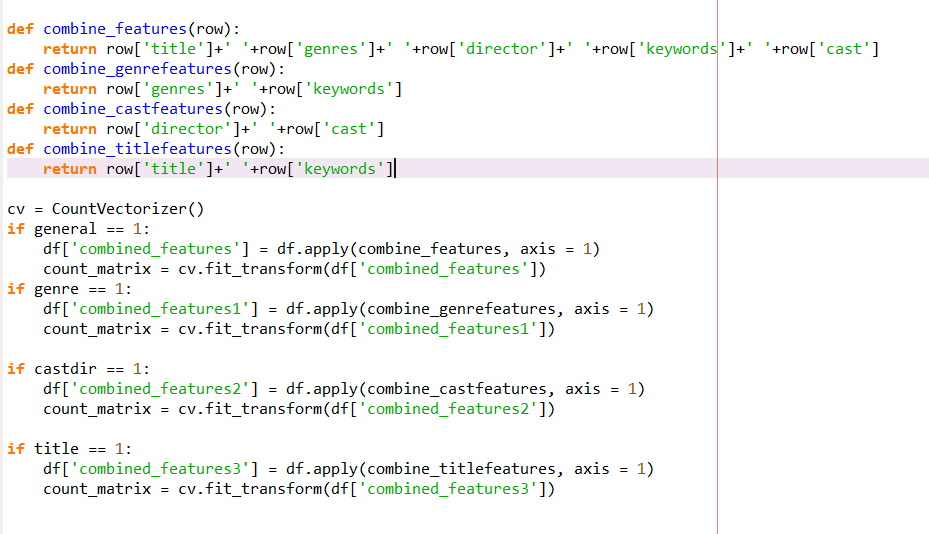 def combine_features(row):
    return row['title']+' '+row['genres']+' '+row['director']+' '+row['keywords']+' '+row['cast']
def combine_genrefeatures(row):
    return row['genres']+' '+row['keywords']
def combine_castfeatures(row):
    return row['director']+' '+row['cast']
def combine_titlefeatures(row):
    return row['title']+' '+row['keywords']
cv = CountVectorizer()
if general == 1:
    df['combined_features'] = df.apply(combine_features, axis = 1)
    count_matrix = cv.fit_transform(df['combined_features'])
if genre == 1:
    df['combined_features1'] = df.apply(combine_genrefeatures, axis = 1)
    count_matrix = cv.fit_transform(df['combined_features1'])
if castdir == 1:
    df['combined_features2'] = df.apply(combine_castfeatures, axis = 1)
    count_matrix = cv.fit_transform(df['combined_features2'])
if title == 1:
    df['combined_features3'] = df.apply(combine_titlefeatures, axis = 1)
    count_matrix = cv.fit_transform(df['combined_features3'])